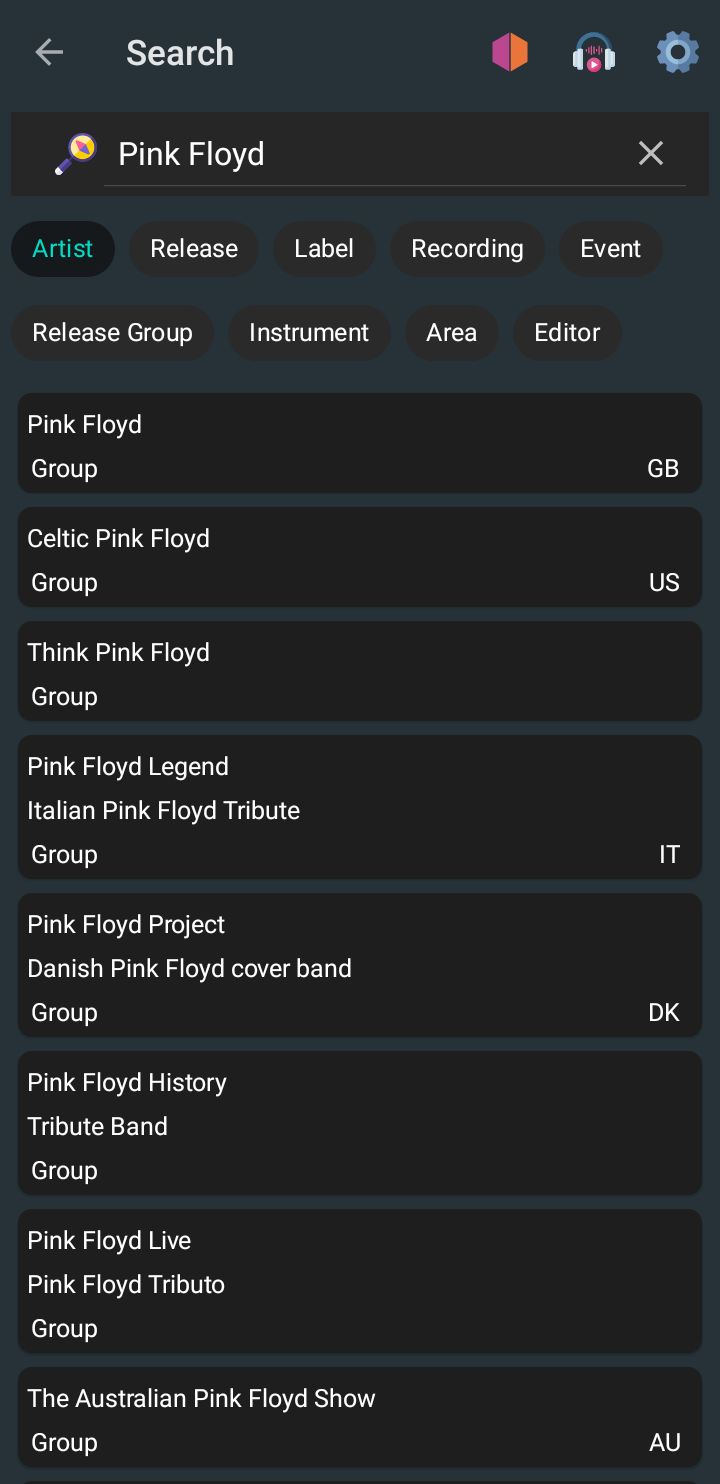 Search
Pink Floyd
Artist Release Label Recording Event
Release Group Instrument Area Editor
Pink Floyd
Group GB
Celtic Pink Floyd
Group US
Think Pink Floyd
Group
Pink Floyd Legend
Italian Pink Floyd Tribute
Group IT
Pink Floyd Project
Danish Pink Floyd cover band
Group DK
Pink Floyd History
Tribute Band
Group
Pink Floyd Live
Pink Floyd Tributo
Group
The Australian Pink Floyd Show
Group AU